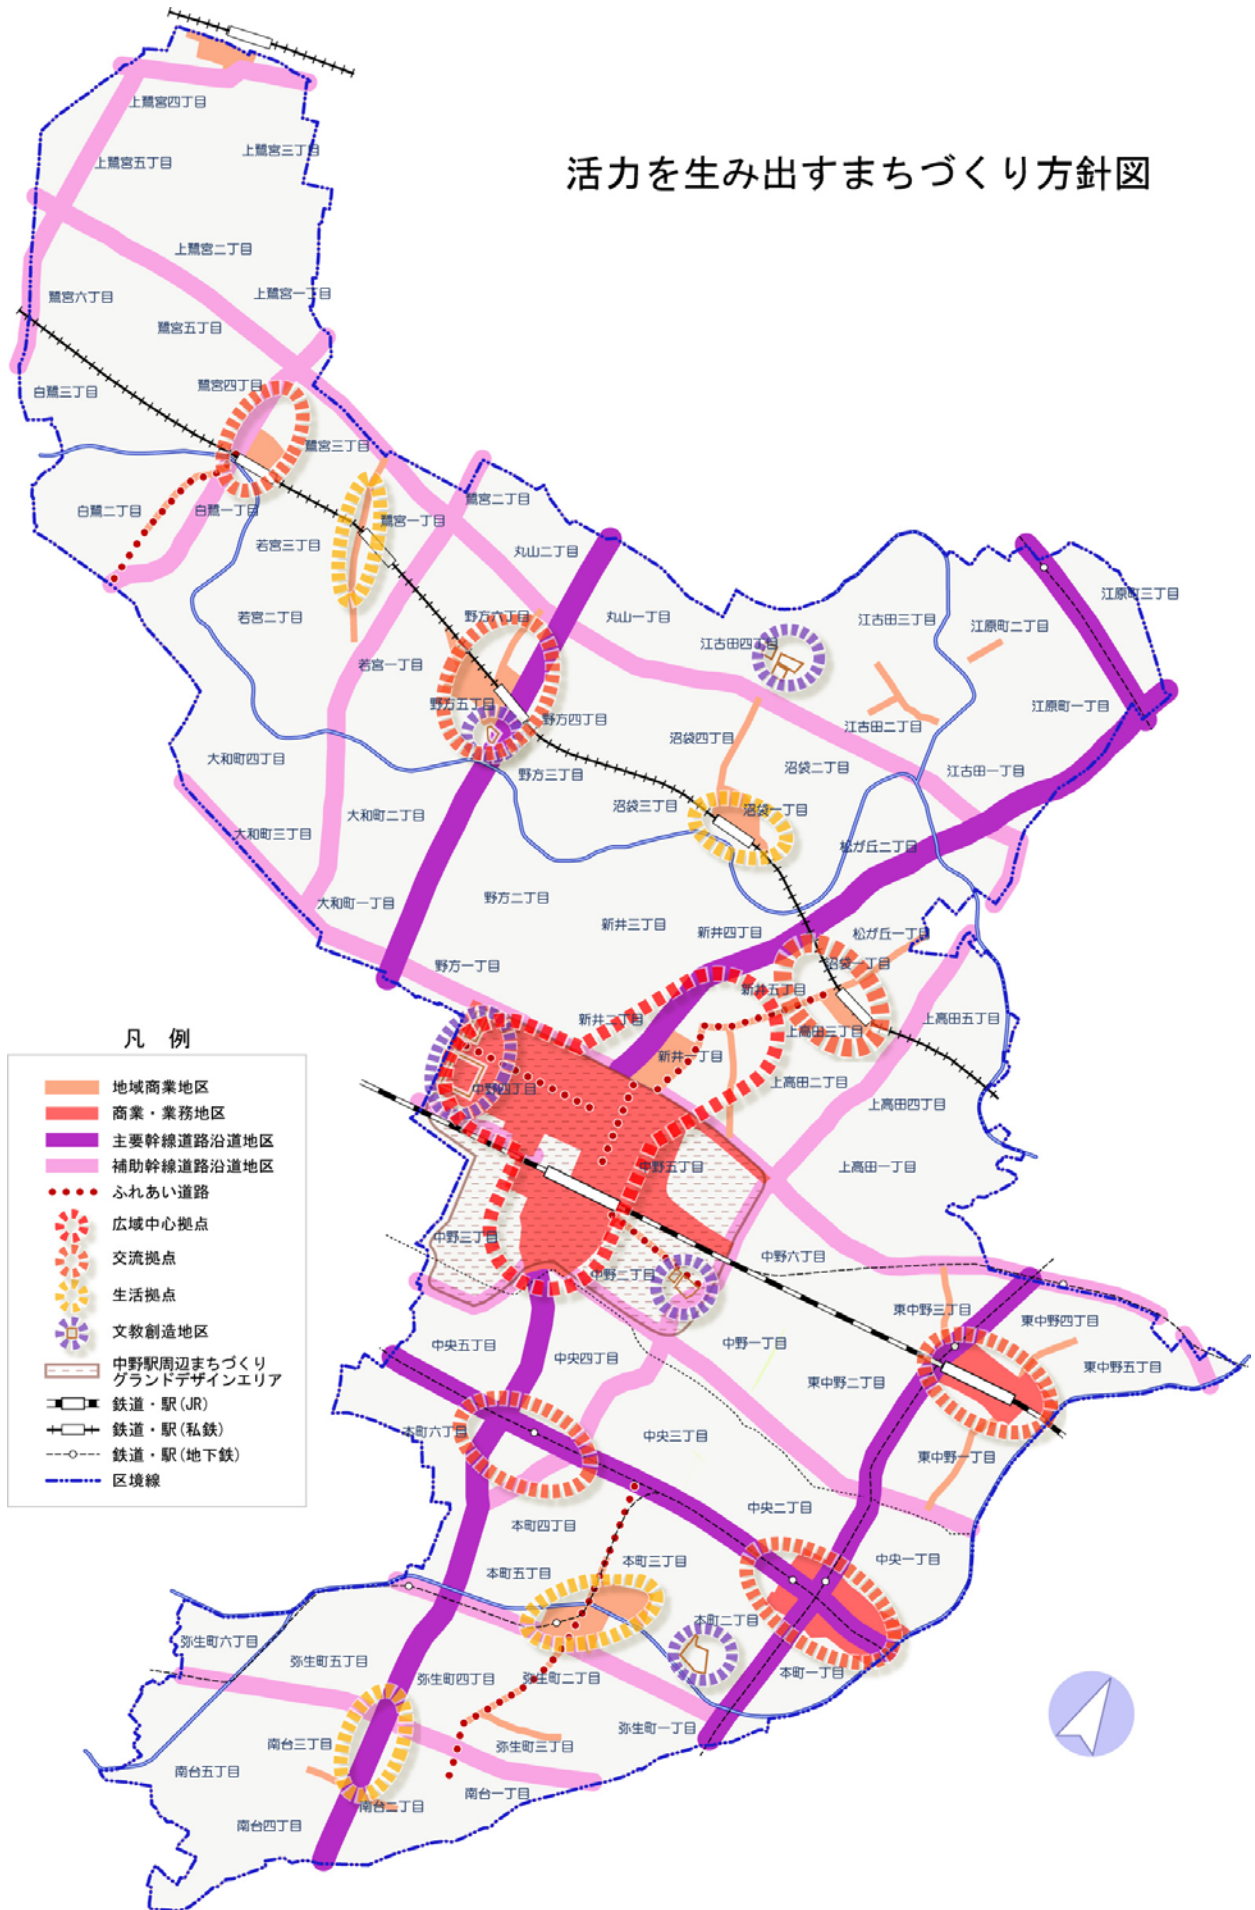 活力を生み出すまちづくり方針図
上鷺宮四丁目
上鷺宮三丁目
上鷺宮五丁目
上鷺宮二丁目
上鷺宮一丁目
鷺宮六丁目
鷺宮五丁目
白鷺三丁目
鷺宮四丁目
鷺宮三丁目
鷺宮二丁目
白鷺二丁目
白鷺一丁目
鷺宮一丁目
若宮三丁目
丸山二丁目
若宮二丁目
野方六丁目
丸山一丁目
江古田四丁目
江古田三丁目
江原町三丁目
江原町二丁目
若宮一丁目
野方五丁目
野方四丁目
江原町一丁目
沼袋四丁目
江古田二丁目
大和町四丁目
野方三丁目
沼袋二丁目
江古田一丁目
沼袋三丁目
沼袋一丁目
大和町二丁目
大和町三丁目
松が丘二丁目
大和町一丁目
野方二丁目
新井三丁目
新井四丁目
松が丘一丁目
野方一丁目
沼袋一丁目
新井五丁目
新井二丁目
上高田三丁目
上高田五丁目
新井一丁目
上高田二丁目
中野四丁目
上高田四丁目
中野五丁目
上高田一丁目
中野三丁目
中野二丁目
中野六丁目
東中野三丁目
東中野四丁目
中央五丁目
中央四丁目
中野一丁目
東中野五丁目
東中野二丁目
本町六丁目
中央三丁目
東中野一丁目
中央二丁目
本町四丁目
本町三丁目
中央一丁目
本町五丁目
本町二丁目
弥生町六丁目
弥生町五丁目
弥生町四丁目
弥生町二丁目
本町一丁目
弥生町一丁目
南台三丁目
弥生町三丁目
南台五丁目
南台一丁目
南台二丁目
南台四丁目
凡 例
地域商業地区
商業・業務地区
主要幹線道路沿道地区
補助幹線道路沿道地区
ふれあい道路
広域中心拠点
交流拠点
生活拠点
文教創造地区
中野駅周辺まちづくり
グランドデザインエリア
鉄道・駅(JR)
鉄道・駅(私鉄)
鉄道・駅(地下鉄)
区境線